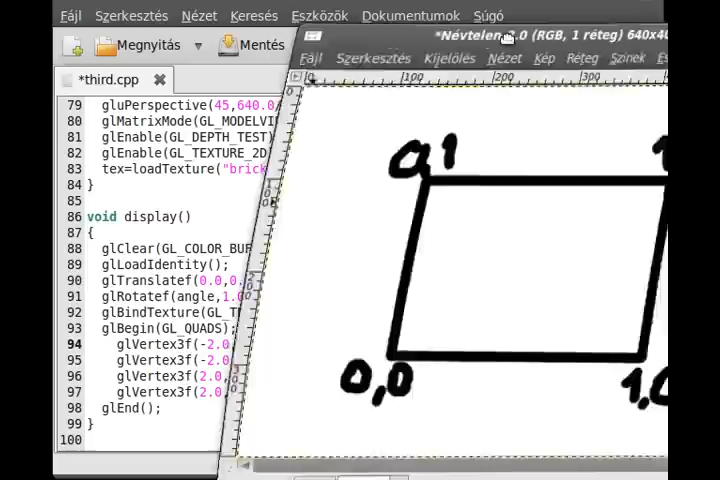 Fájl Szerkesztés Nézet Keresés Eszközök Dokumentumok Súgó
Megnyitás Mentés
*third.cpp
79 gluPerspective(45,640.0/
80 glMatrixMode(GL_MODELVI
81 glEnable(GL_DEPTH_TEST)
82 glEnable(GL_TEXTURE_2D
83 tex=loadTexture("brick
84 }
85
86 void display()
87 {
88 glClear(GL_COLOR_BUF
89 glLoadIdentity();
90 glTranslatef(0.0,0.
91 glRotatef(angle,1.0
92 glBindTexture(GL_T
93 glBegin(GL_QUADS);
94 glVertex3f(-2.0
95 glVertex3f(-2.0
96 glVertex3f(2.0,
97 glVertex3f(2.0,
98 glEnd();
99 }
100
*Névtelen-2.0 (RGB, 1 réteg) 640x40
Fájl Szerkesztés Kijelölés Nézet Kép Réteg Színek
0 100 200 300
0,1
0,0
1,0